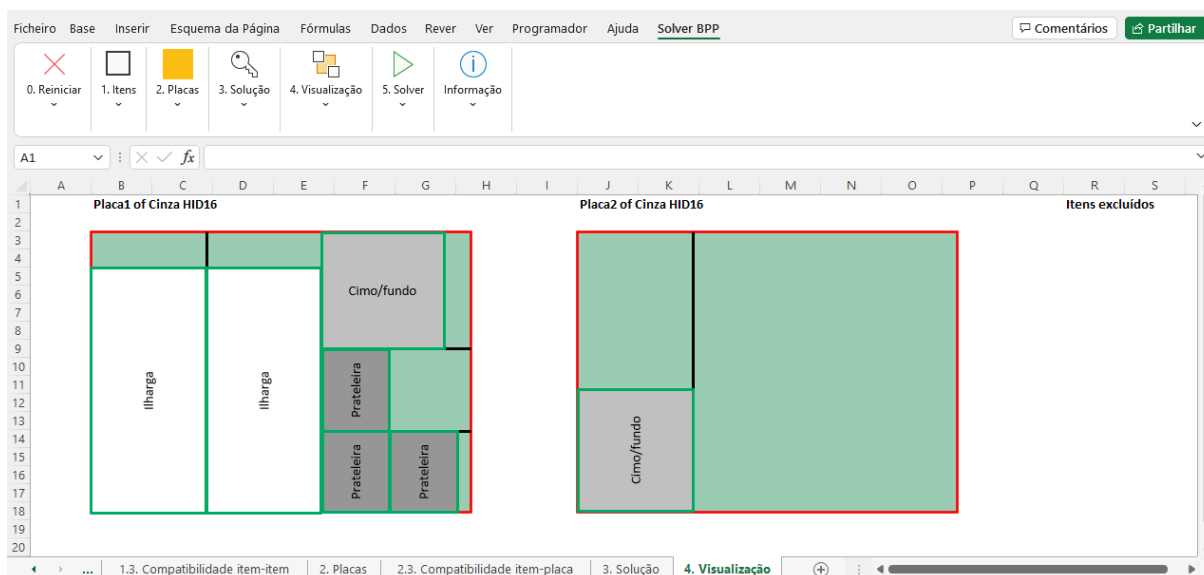 Ficheiro Base Inserir Esquema da Página Fórmulas Dados Rever Ver Programador Ajuda Solver BPP Comentários Partilhar
0. Reiniciar 1. Itens 2. Placas 3. Solução 4. Visualização 5. Solver Informação
A1 fx
A B C D E F G H I J K L M N O P Q R S
1 Placa1 of Cinza HID16 Placa2 of Cinza HID16 Itens excluídos
2
3
4
5
6 Cimo/fundo
7
8
9
10
11 Ilharga Ilharga Prateleira
12
13
14
15 Prateleira Prateleira Cimo/fundo
16
17
18
19
20
... 1.3. Compatibilidade item-item 2. Placas 2.3. Compatibilidade item-placa 3. Solução 4. Visualização